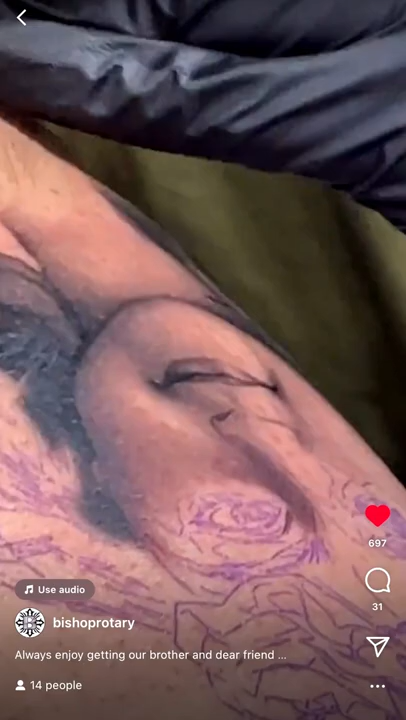 697
31
Use audio
bishoprotary
Always enjoy getting our brother and dear friend ...
14 people